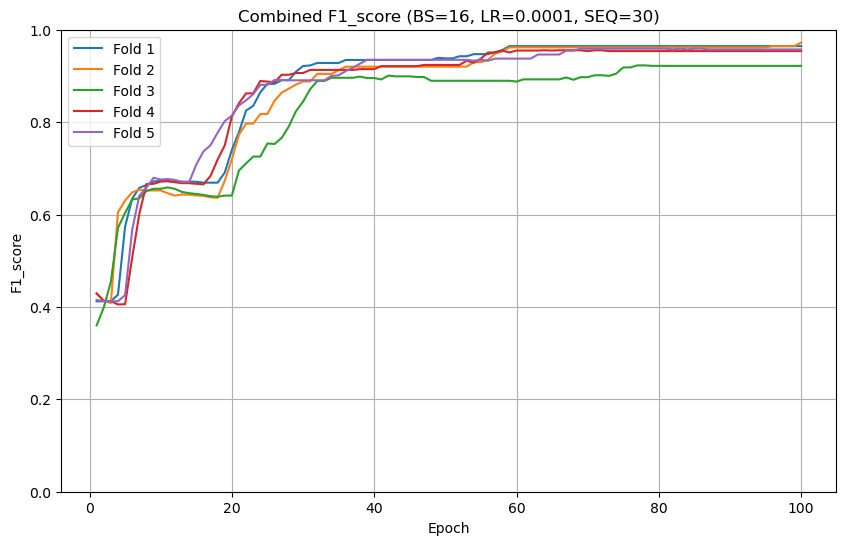 Combined F1_score (BS=16, LR=0.0001, SEQ=30)
Fold 1
Fold 2
Fold 3
Fold 4
Fold 5
1.0
0.8
0.6
0.4
0.2
0.0
F1_score
0 20 40 60 80 100
Epoch